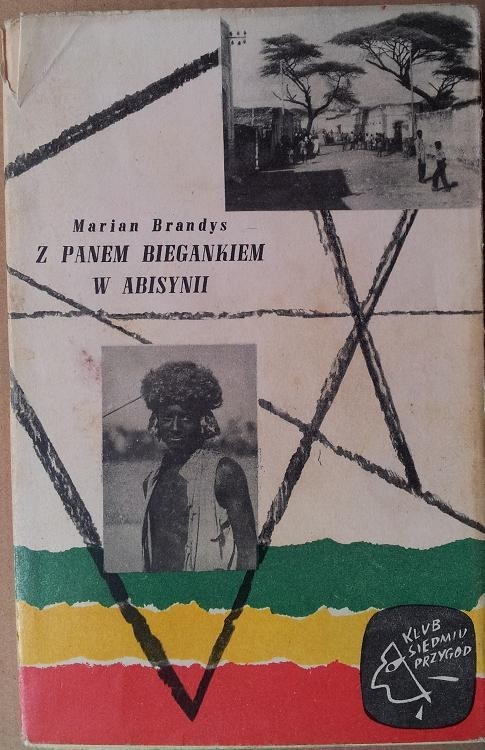 Marian Brandys
Z PANEM BIEGANKIEM
W ABISYNII
KLUB
SIEDMIU
PRZYGÓD